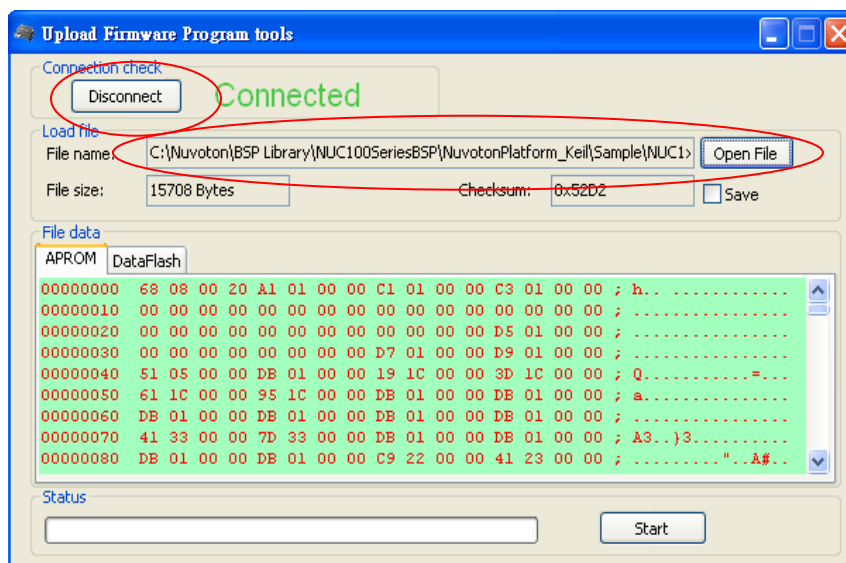 Upload Firmware Program tools
Connection check
Disconnect Connected
Load file
File name: C:\Nuvoton\BSP Library\NUC100SeriesBSP\NuvotonPlatform_Keil\Sample\NUC1x Open File
File size: 15708 Bytes Checksum: 0x52D2 Save
File data
APROM DataFlash
00000000 68 08 00 20 A1 01 00 00 C1 01 00 00 C3 01 00 00 ; h.. ............
00000010 00 00 00 00 00 00 00 00 00 00 00 00 00 00 00 00 ; ................
00000020 00 00 00 00 00 00 00 00 00 00 00 00 D5 01 00 00 ; ................
00000030 00 00 00 00 00 00 00 00 D7 01 00 00 D9 01 00 00 ; ................
00000040 51 05 00 00 DB 01 00 00 19 1C 00 00 3D 1C 00 00 ; Q...........=...
00000050 61 1C 00 00 95 1C 00 00 DB 01 00 00 DB 01 00 00 ; a...............
00000060 DB 01 00 00 DB 01 00 00 DB 01 00 00 DB 01 00 00 ; ................
00000070 41 33 00 00 7D 33 00 00 DB 01 00 00 DB 01 00 00 ; A3..}3..........
00000080 DB 01 00 00 DB 01 00 00 C9 22 00 00 41 23 00 00 ; ........."..A#..
Status
Start